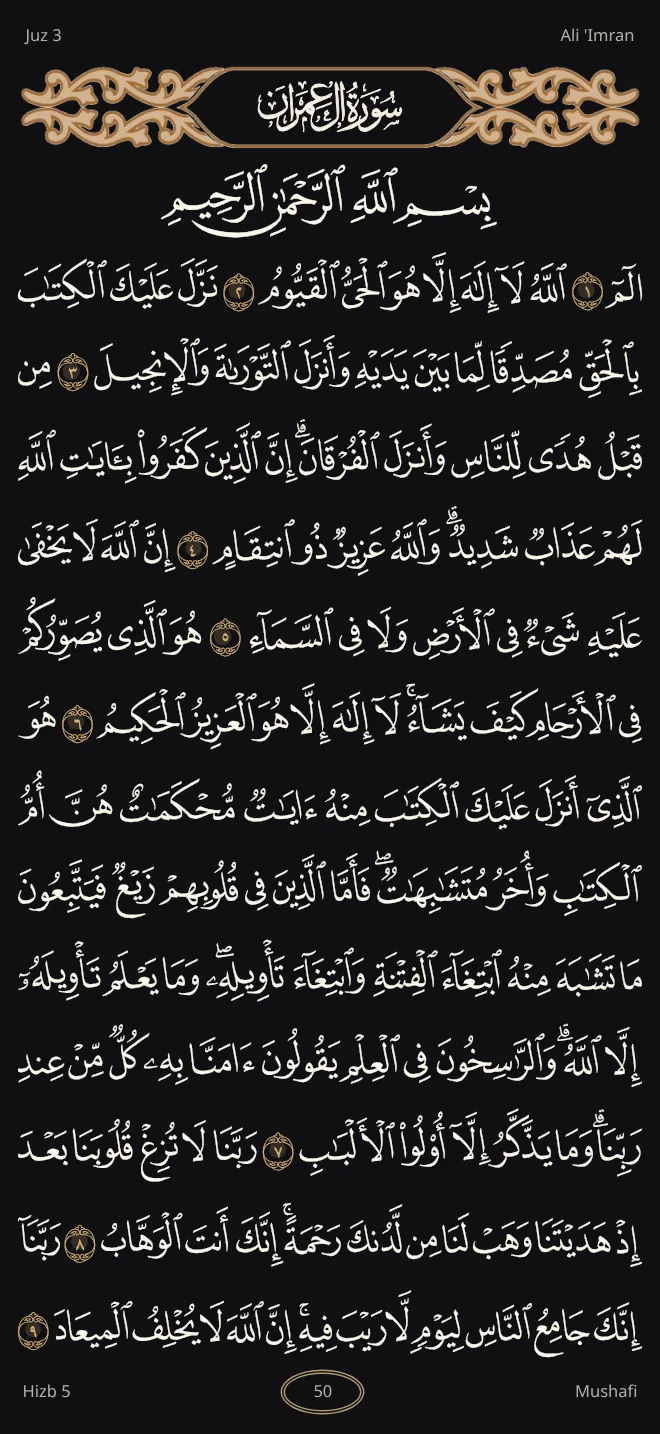 Juz 3
Ali 'Imran
سُورَةُ آلِ عِمْرَان
بِسْمِ ٱللَّهِ ٱلرَّحْمَٰنِ ٱلرَّحِيمِ
الٓمٓ ١ ٱللَّهُ لَآ إِلَٰهَ إِلَّا هُوَ ٱلْحَىُّ ٱلْقَيُّومُ ٢ نَزَّلَ عَلَيْكَ ٱلْكِتَٰبَ
بِٱلْحَقِّ مُصَدِّقًا لِّمَا بَيْنَ يَدَيْهِ وَأَنزَلَ ٱلتَّوْرَىٰةَ وَٱلْإِنجِيلَ ٣ مِن
قَبْلُ هُدًى لِّلنَّاسِ وَأَنزَلَ ٱلْفُرْقَانَ ۗ إِنَّ ٱلَّذِينَ كَفَرُوا۟ بِـَٔايَٰتِ ٱللَّهِ
لَهُمْ عَذَابٌ شَدِيدٌ ۗ وَٱللَّهُ عَزِيزٌ ذُو ٱنتِقَامٍ ٤ إِنَّ ٱللَّهَ لَا يَخْفَىٰ
عَلَيْهِ شَىْءٌ فِى ٱلْأَرْضِ وَلَا فِى ٱلسَّمَآءِ ٥ هُوَ ٱلَّذِى يُصَوِّرُكُمْ
فِى ٱلْأَرْحَامِ كَيْفَ يَشَآءُ ۚ لَآ إِلَٰهَ إِلَّا هُوَ ٱلْعَزِيزُ ٱلْحَكِيمُ ٦ هُوَ
ٱلَّذِىٓ أَنزَلَ عَلَيْكَ ٱلْكِتَٰبَ مِنْهُ ءَايَٰتٌ مُّحْكَمَٰتٌ هُنَّ أُمُّ
ٱلْكِتَٰبِ وَأُخَرُ مُتَشَٰبِهَٰتٌ ۖ فَأَمَّا ٱلَّذِينَ فِى قُلُوبِهِمْ زَيْغٌ فَيَتَّبِعُونَ
مَا تَشَٰبَهَ مِنْهُ ٱبْتِغَآءَ ٱلْفِتْنَةِ وَٱبْتِغَآءَ تَأْوِيلِهِۦ ۖ وَمَا يَعْلَمُ تَأْوِيلَهُۥٓ
إِلَّا ٱللَّهُ ۗ وَٱلرَّٰسِخُونَ فِى ٱلْعِلْمِ يَقُولُونَ ءَامَنَّا بِهِۦ كُلٌّ مِّنْ عِندِ
رَبِّنَا ۗ وَمَا يَذَّكَّرُ إِلَّآ أُو۟لُوا۟ ٱلْأَلْبَٰبِ ٧ رَبَّنَا لَا تُزِغْ قُلُوبَنَا بَعْدَ
إِذْ هَدَيْتَنَا وَهَبْ لَنَا مِن لَّدُنكَ رَحْمَةً ۚ إِنَّكَ أَنتَ ٱلْوَهَّابُ ٨ رَبَّنَآ
إِنَّكَ جَامِعُ ٱلنَّاسِ لِيَوْمٍ لَّا رَيْبَ فِيهِ ۚ إِنَّ ٱللَّهَ لَا يُخْلِفُ ٱلْمِيعَادَ ٩
Hizb 5
50
Mushafi